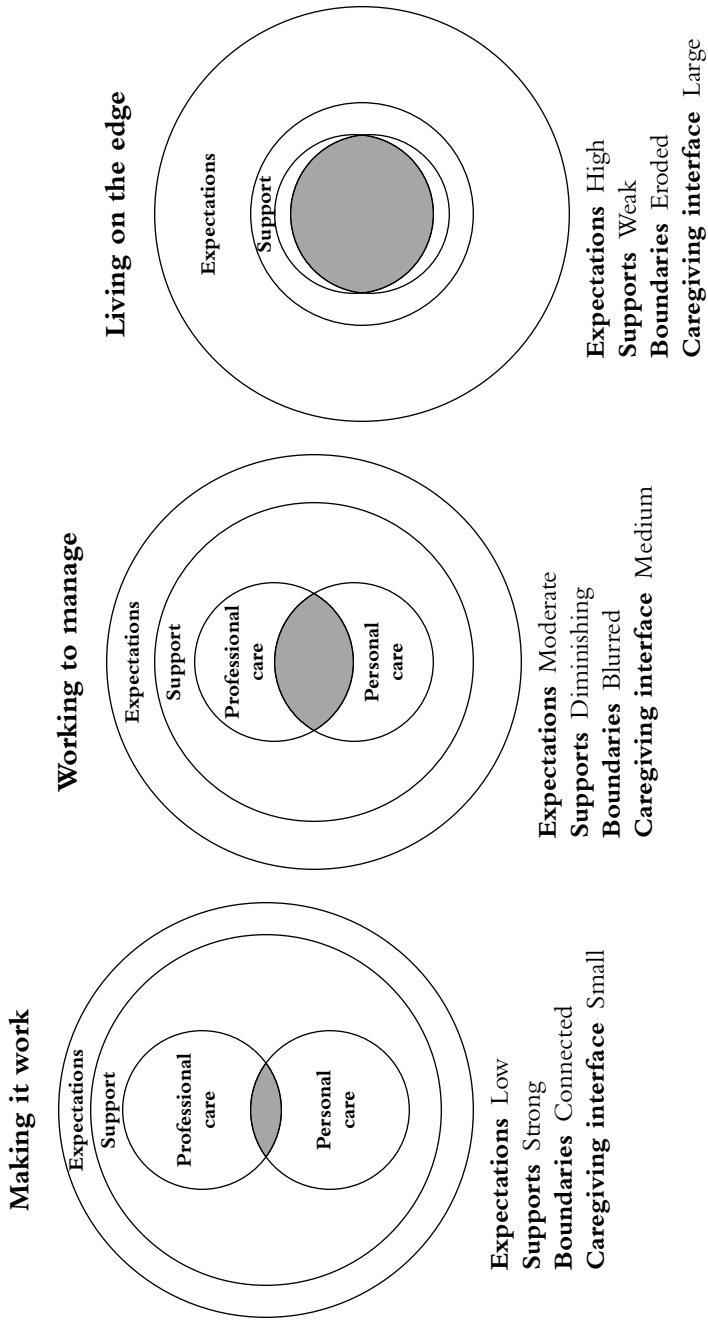 Making it work
Expectations
Support
Professional
care
Personal
care
Expectations Low
Supports Strong
Boundaries Connected
Caregiving interface Small
Working to manage
Expectations
Support
Professional
care
Personal
care
Expectations Moderate
Supports Diminishing
Boundaries Blurred
Caregiving interface Medium
Living on the edge
Expectations
Support
Expectations High
Supports Weak
Boundaries Eroded
Caregiving interface Large